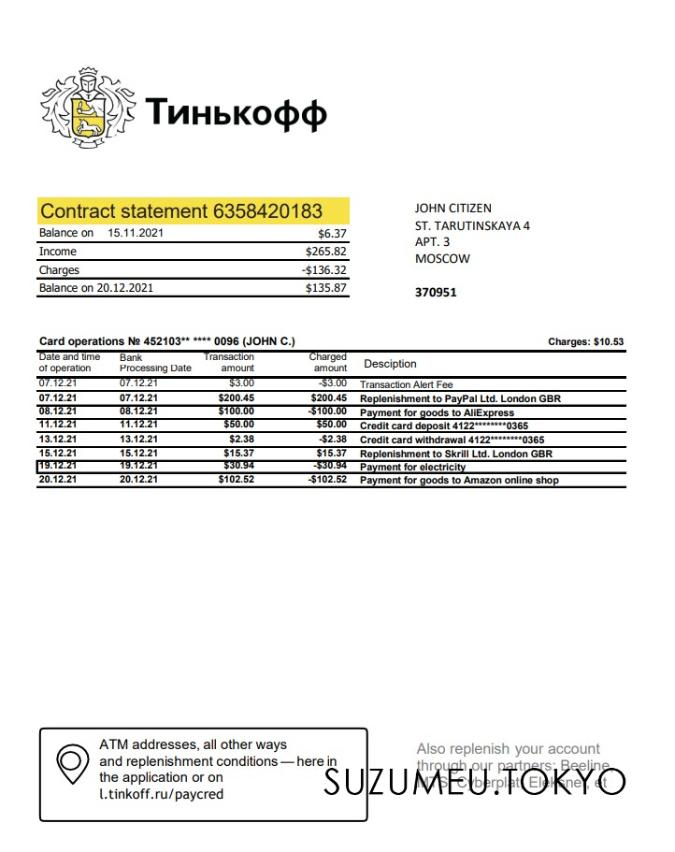 Тинькофф
Contract statement 6358420183
Balance on 15.11.2021 $6.37
Income $265.82
Charges -$136.32
Balance on 20.12.2021 $135.87
JOHN CITIZEN
ST. TARUTINSKAYA 4
APT. 3
MOSCOW
370951
Card operations № 452103** **** 0096 (JOHN C.) Charges: $10.53
Date and time of operation Bank Processing Date Transaction amount Charged amount Desciption
07.12.21 07.12.21 $3.00 -$3.00 Transaction Alert Fee
07.12.21 07.12.21 $200.45 $200.45 Replenishment to PayPal Ltd. London GBR
08.12.21 08.12.21 $100.00 -$100.00 Payment for goods to AliExpress
11.12.21 11.12.21 $50.00 $50.00 Credit card deposit 4122********0365
13.12.21 13.12.21 $2.38 -$2.38 Credit card withdrawal 4122********0365
15.12.21 15.12.21 $15.37 $15.37 Replenishment to Skrill Ltd. London GBR
19.12.21 19.12.21 $30.94 -$30.94 Payment for electricity
20.12.21 20.12.21 $102.52 -$102.52 Payment for goods to Amazon online shop
ATM addresses, all other ways
and replenishment conditions — here in
the application or on
l.tinkoff.ru/paycred
Also replenish your account
through our partners: Beeline,
MTS, Cyberplat, Eleksnet, et
SUZUMEU.TOKYO